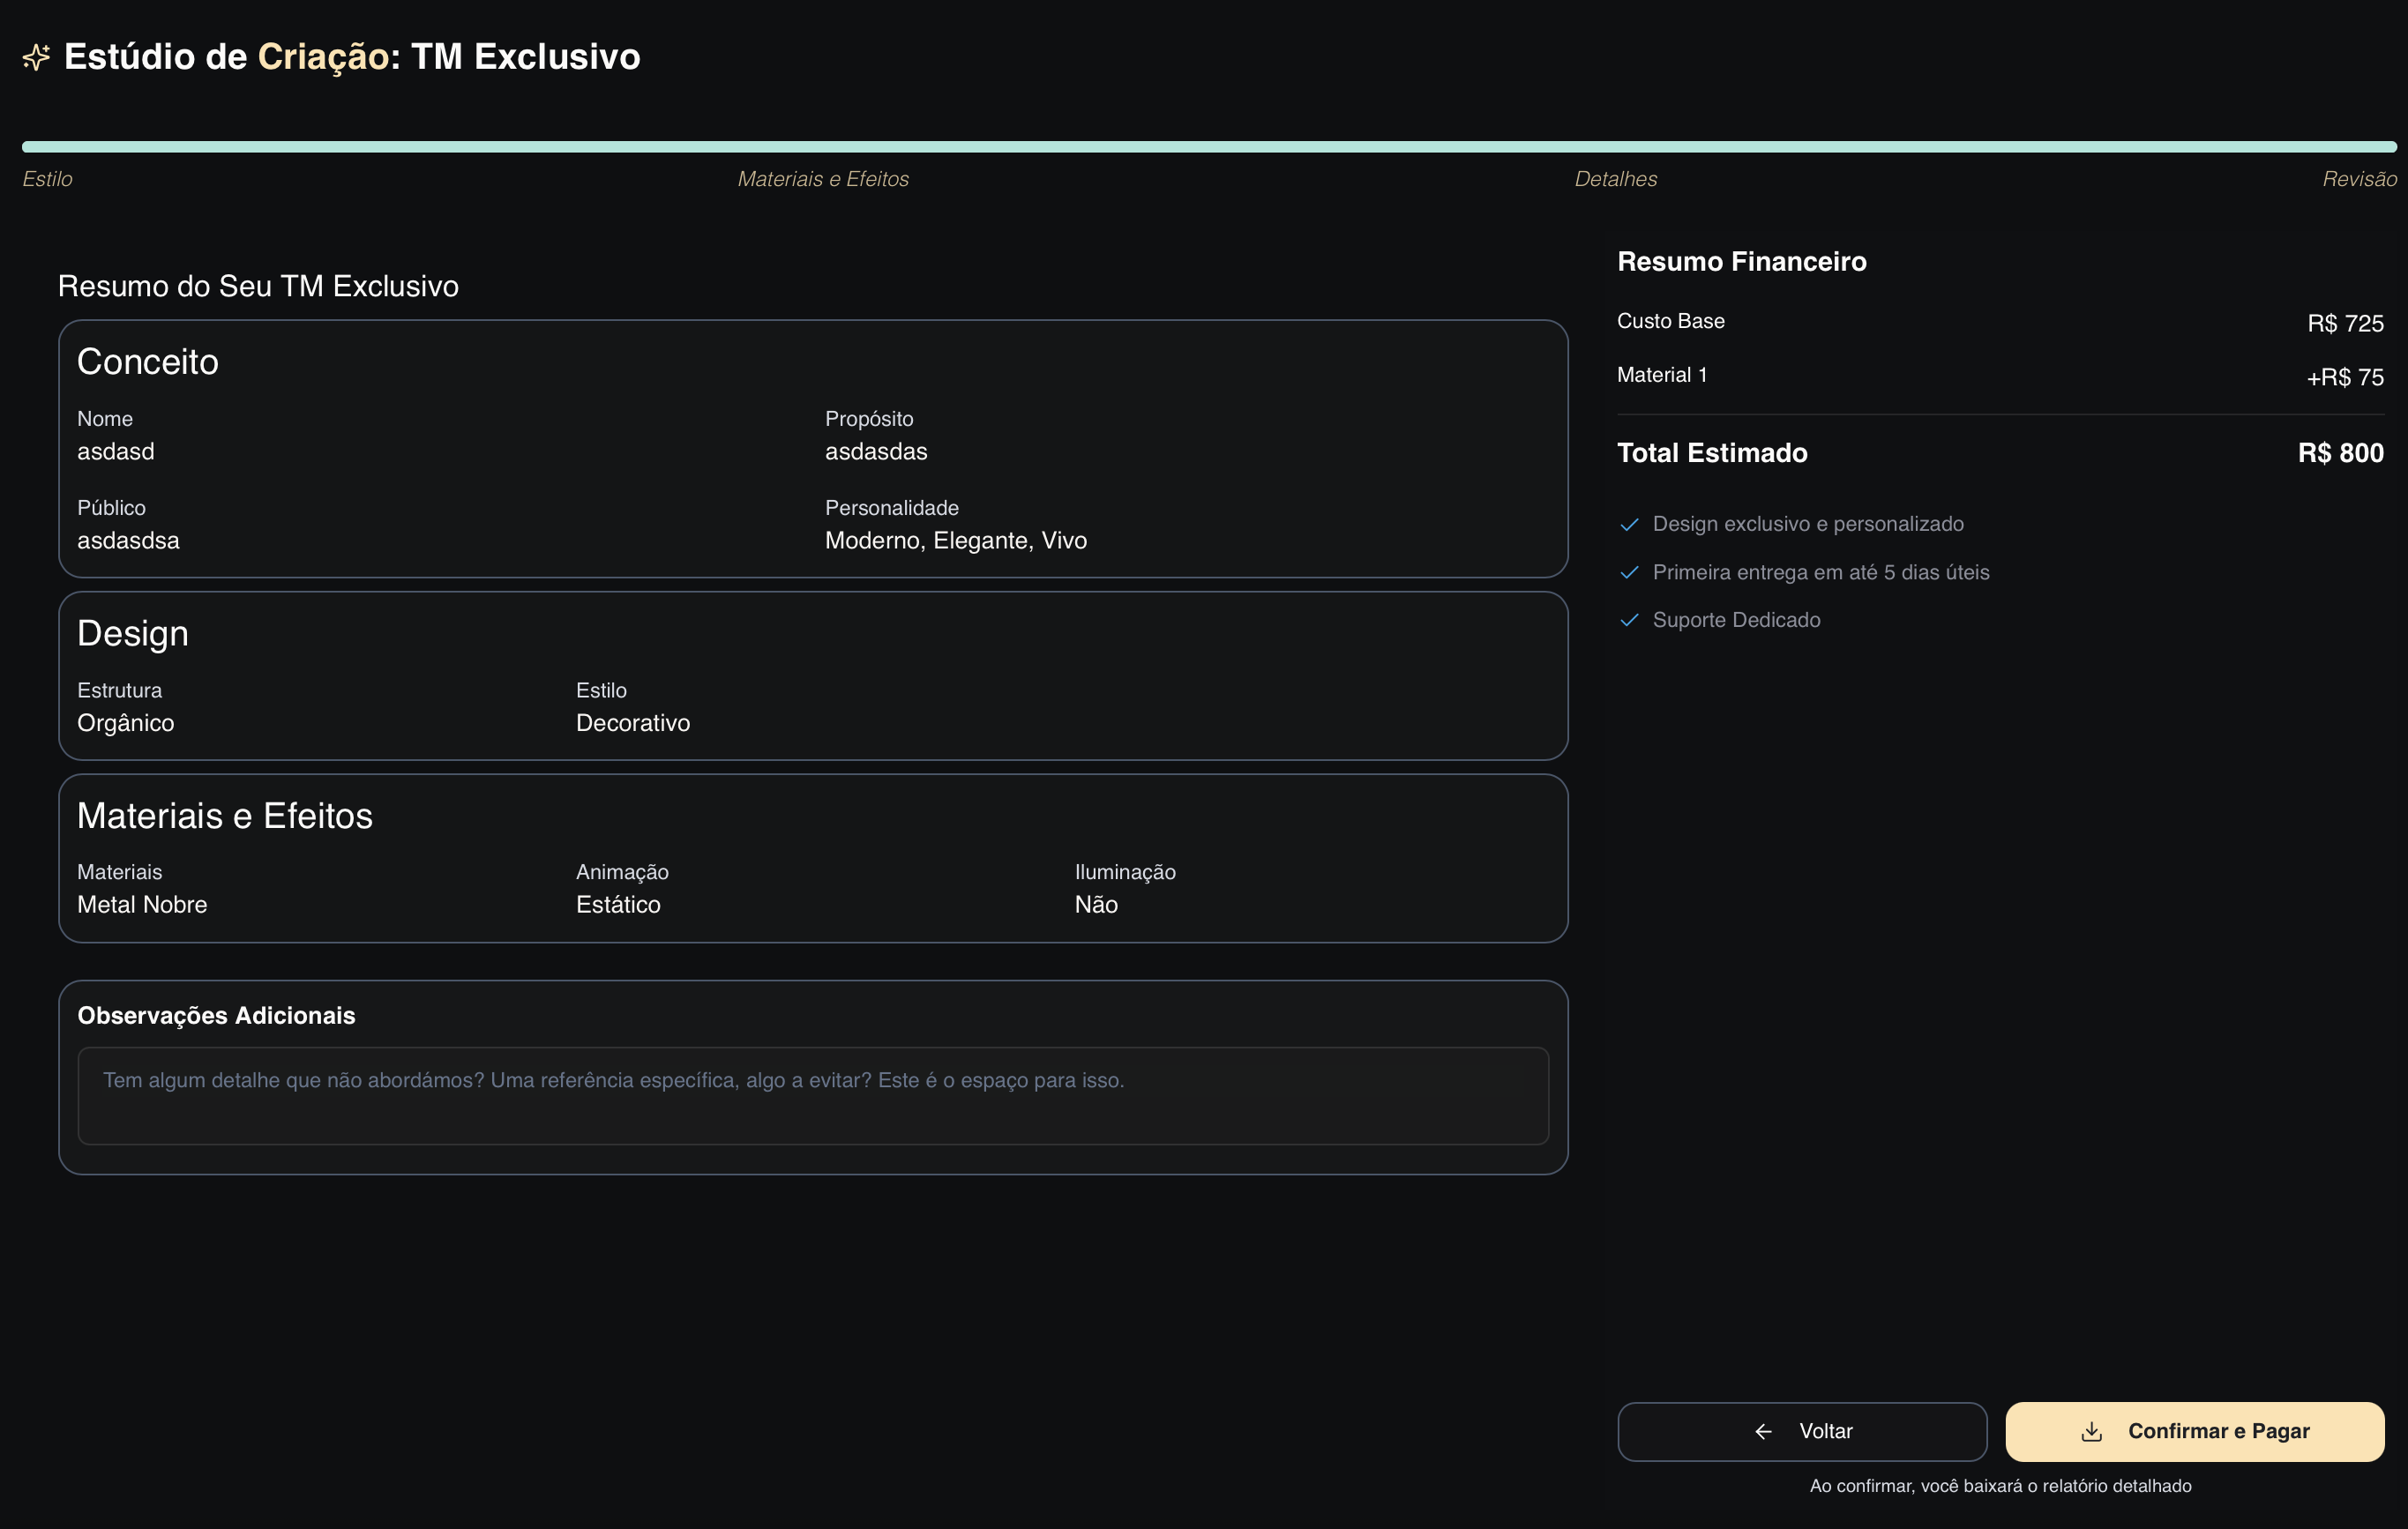 Estúdio de Criação: TM Exclusivo
Estilo
Materiais e Efeitos
Detalhes
Revisão
Resumo do Seu TM Exclusivo
Conceito
Nome
asdasd
Propósito
asdasdas
Público
asdasdsa
Personalidade
Moderno, Elegante, Vivo
Design
Estrutura
Orgânico
Estilo
Decorativo
Materiais e Efeitos
Materiais
Metal Nobre
Animação
Estático
Iluminação
Não
Observações Adicionais
Tem algum detalhe que não abordámos? Uma referência específica, algo a evitar? Este é o espaço para isso.
Resumo Financeiro
Custo Base
R$ 725
Material 1
+R$ 75
Total Estimado
R$ 800
Design exclusivo e personalizado
Primeira entrega em até 5 dias úteis
Suporte Dedicado
Voltar
Confirmar e Pagar
Ao confirmar, você baixará o relatório detalhado